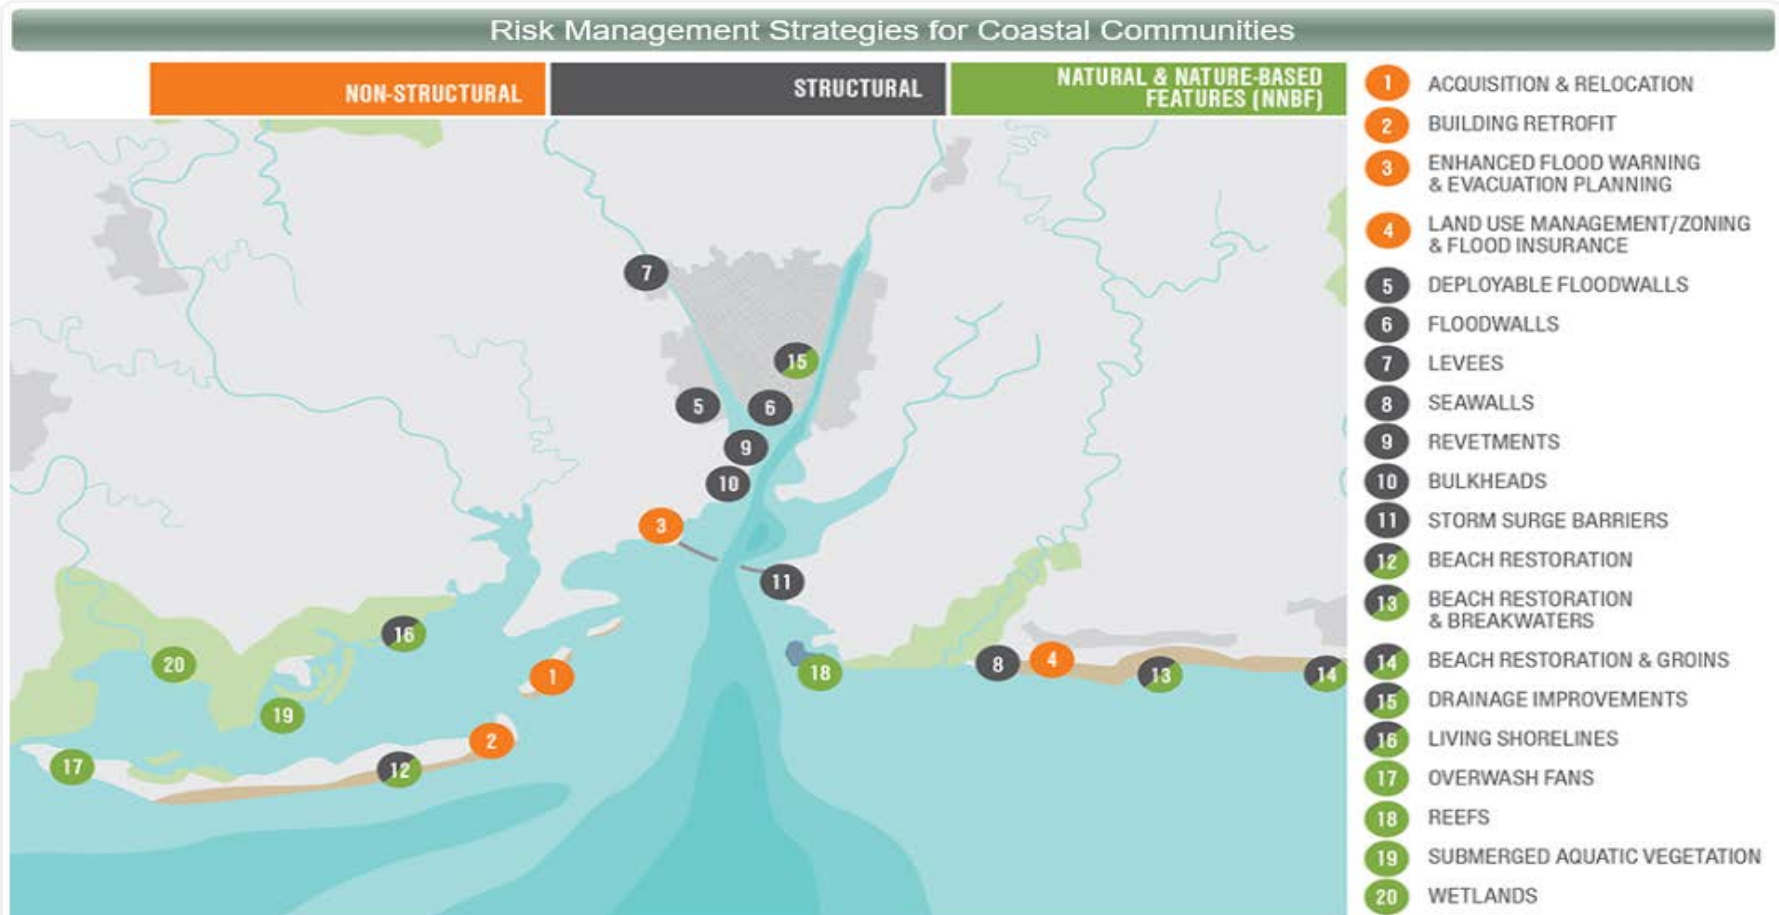 Risk Management Strategies for Coastal Communities
NON-STRUCTURAL
STRUCTURAL
NATURAL & NATURE-BASED
FEATURES (NNBF)
7
15
5
6
9
10
3
11
16
20
1
18
8
4
13
14
19
2
17
12
1 ACQUISITION & RELOCATION
2 BUILDING RETROFIT
3 ENHANCED FLOOD WARNING
& EVACUATION PLANNING
4 LAND USE MANAGEMENT/ZONING
& FLOOD INSURANCE
5 DEPLOYABLE FLOODWALLS
6 FLOODWALLS
7 LEVEES
8 SEAWALLS
9 REVETMENTS
10 BULKHEADS
11 STORM SURGE BARRIERS
12 BEACH RESTORATION
13 BEACH RESTORATION
& BREAKWATERS
14 BEACH RESTORATION & GROINS
15 DRAINAGE IMPROVEMENTS
16 LIVING SHORELINES
17 OVERWASH FANS
18 REEFS
19 SUBMERGED AQUATIC VEGETATION
20 WETLANDS